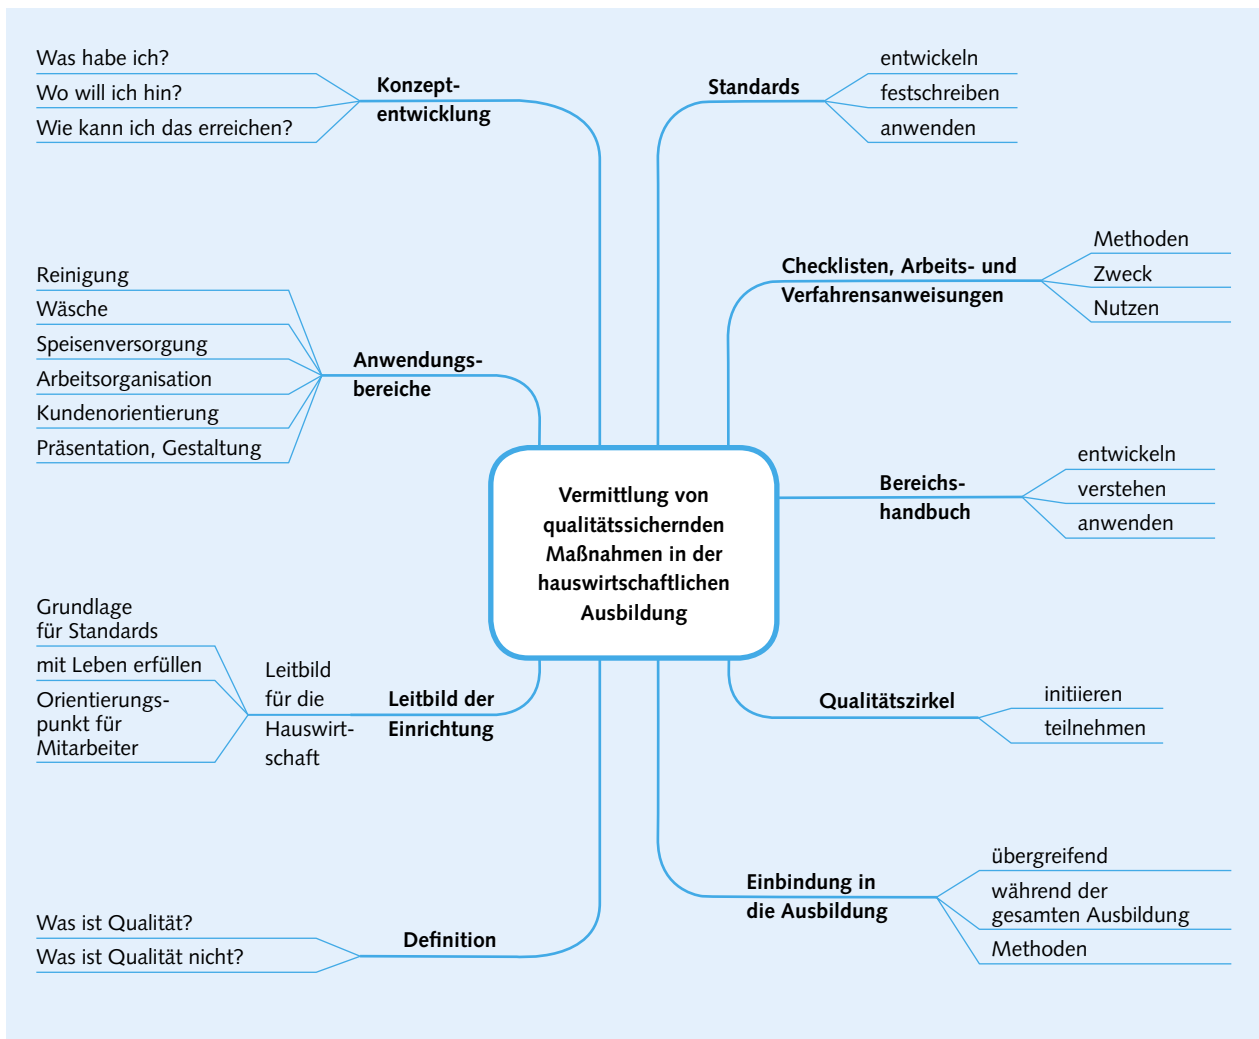 Was habe ich?
Wo will ich hin?
Wie kann ich das erreichen?
Konzept-
entwicklung
Standards
entwickeln
festschreiben
anwenden
Checklisten, Arbeits- und
Verfahrensanweisungen
Methoden
Zweck
Nutzen
Reinigung
Wäsche
Speisenversorgung
Arbeitsorganisation
Kundenorientierung
Präsentation, Gestaltung
Anwendungs-
bereiche
Vermittlung von
qualitätssichernden
Maßnahmen in der
hauswirtschaftlichen
Ausbildung
Bereichs-
handbuch
entwickeln
verstehen
anwenden
Grundlage
für Standards
mit Leben erfüllen
Orientierungs-
punkt für
Mitarbeiter
Leitbild
für die
Hauswirt-
schaft
Leitbild der
Einrichtung
Qualitätszirkel
initiieren
teilnehmen
Was ist Qualität?
Was ist Qualität nicht?
Definition
Einbindung in
die Ausbildung
übergreifend
während der
gesamten Ausbildung
Methoden